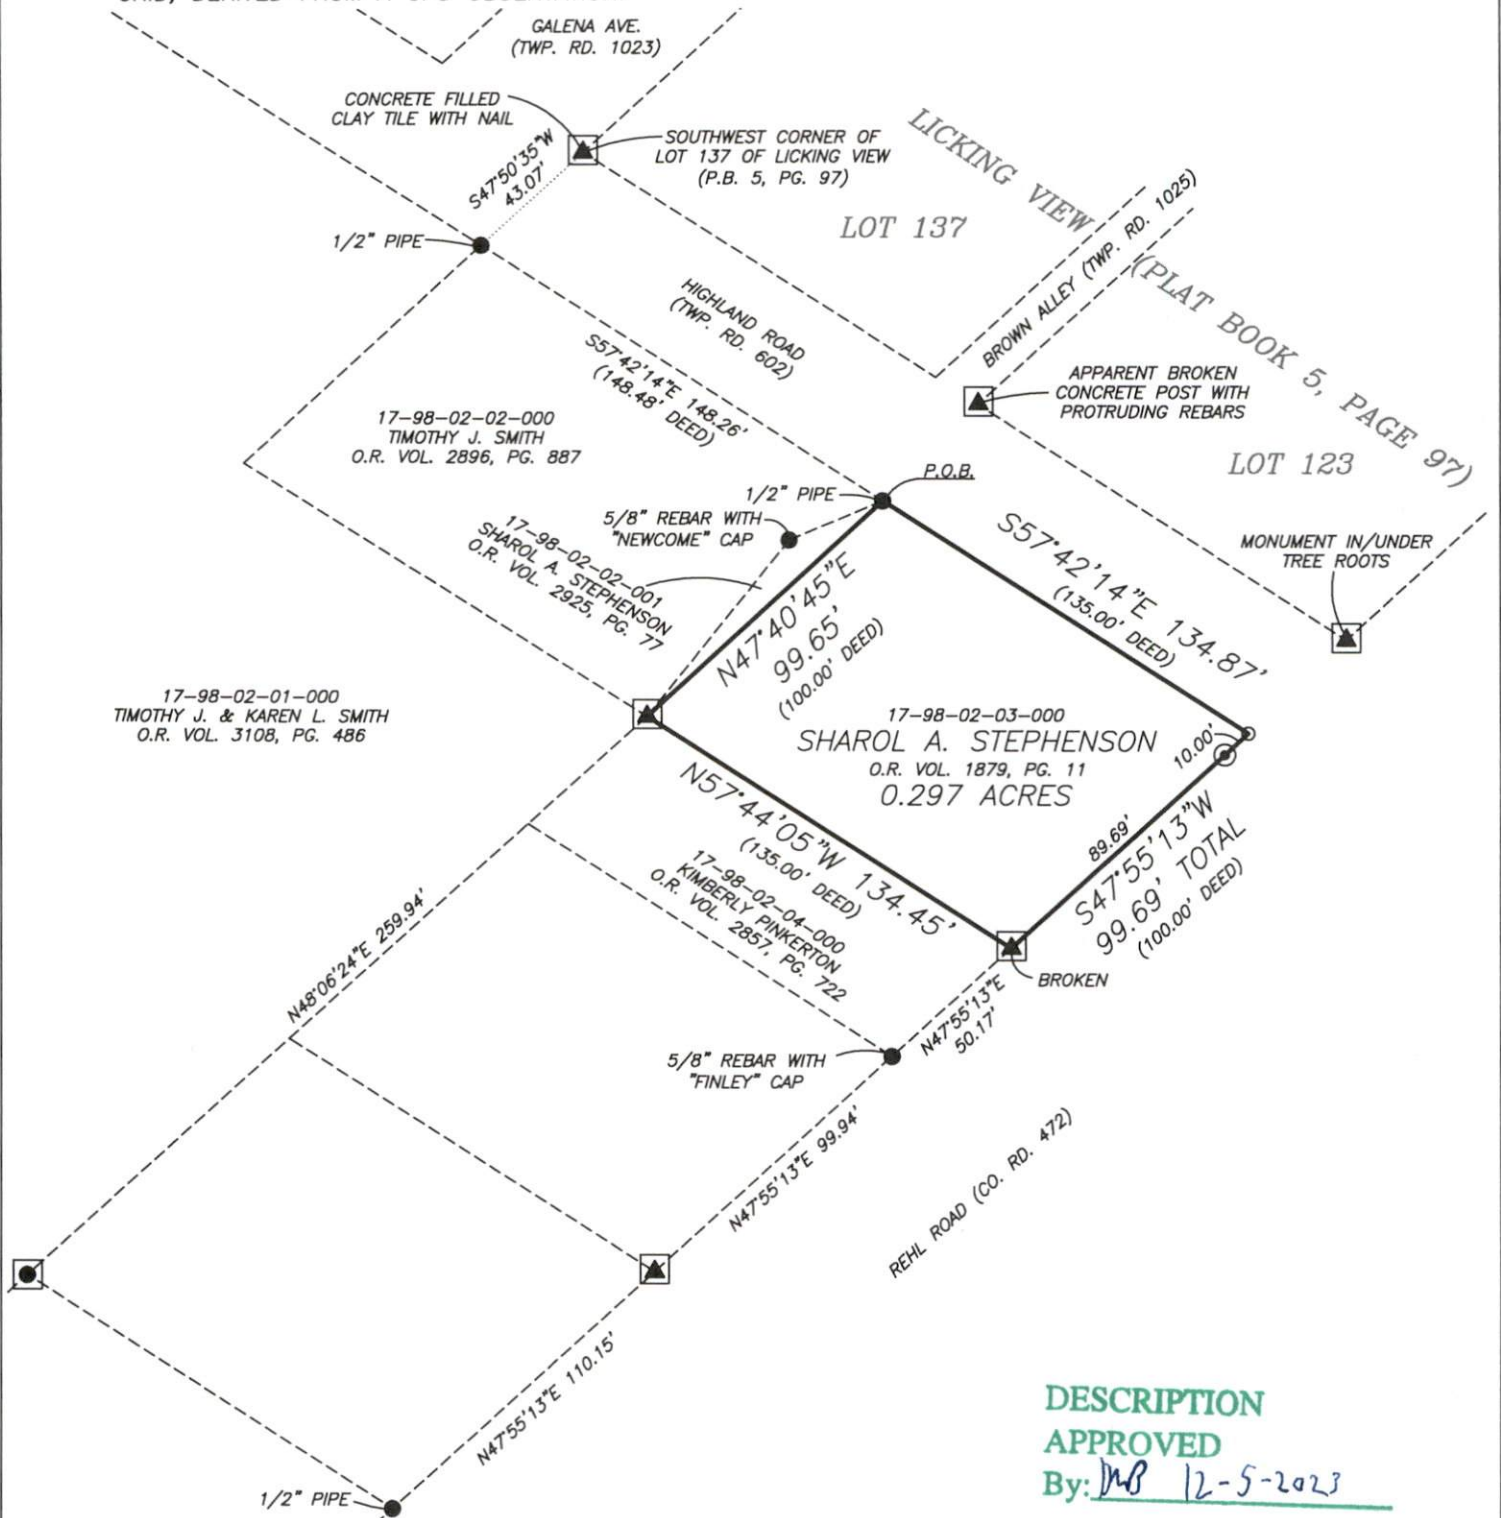 GALENA AVE.
(TWP. RD. 1023)
CONCRETE FILLED
CLAY TILE WITH NAIL
SOUTHWEST CORNER OF
LOT 137 OF LICKING VIEW
(P.B. 5, PG. 97)
S47°50'35"W
43.07'
1/2" PIPE
LICKING VIEW
(PLAT BOOK 5, PAGE 97)
LOT 137
BROWN ALLEY (TWP. RD. 1025)
HIGHLAND ROAD
(TWP. RD. 602)
S57°42'14"E 148.26'
(148.48' DEED)
APPARENT BROKEN
CONCRETE POST WITH
PROTRUDING REBARS
LOT 123
17-98-02-02-000
TIMOTHY J. SMITH
O.R. VOL. 2896, PG. 887
P.O.B.
1/2" PIPE
5/8" REBAR WITH
"NEWCOME" CAP
MONUMENT IN/UNDER
TREE ROOTS
17-98-02-02-001
SHAROL A. STEPHENSON
O.R. VOL. 2925, PG. 77
S57°42'14"E 134.87'
(135.00' DEED)
N47°40'45"E
99.65'
(100.00' DEED)
17-98-02-01-000
TIMOTHY J. & KAREN L. SMITH
O.R. VOL. 3108, PG. 486
17-98-02-03-000
SHAROL A. STEPHENSON
O.R. VOL. 1879, PG. 11
0.297 ACRES
10.00'
89.69'
S47°55'13"W
99.69' TOTAL
(100.00' DEED)
N57°44'05"W 134.45'
(135.00' DEED)
17-98-02-04-000
KIMBERLY PINKERTON
O.R. VOL. 2857, PG. 722
BROKEN
N48°06'24"E 259.94'
N47°55'13"E
50.17'
5/8" REBAR WITH
"FINLEY" CAP
N47°55'13"E 99.94'
REHL ROAD (CO. RD. 472)
N47°55'13"E 110.15'
1/2" PIPE
DESCRIPTION
APPROVED
By: 12-5-2023